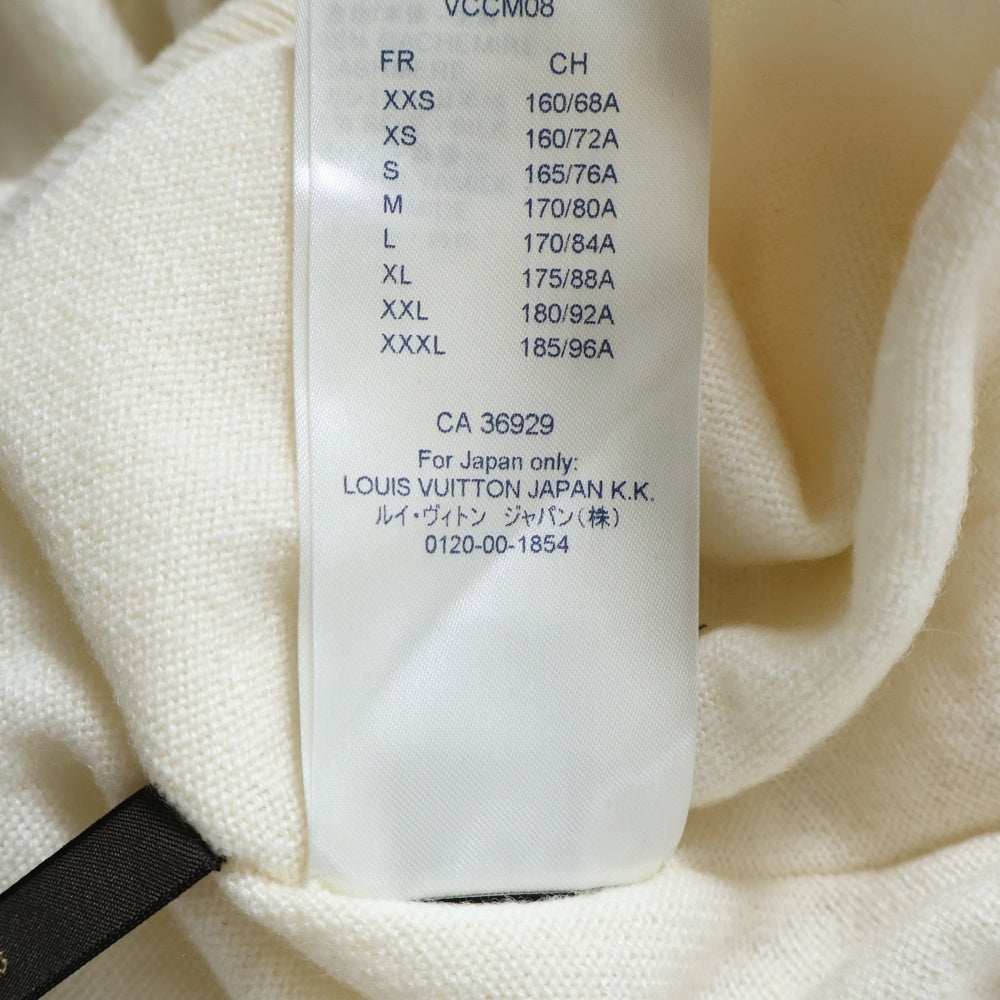 VCCM08
FR CH
XXS 160/68A
XS 160/72A
S 165/76A
M 170/80A
L 170/84A
XL 175/88A
XXL 180/92A
XXXL 185/96A
CA 36929
For Japan only:
LOUIS VUITTON JAPAN K.K.
ルイ・ヴィトン ジャパン(株)
0120-00-1854